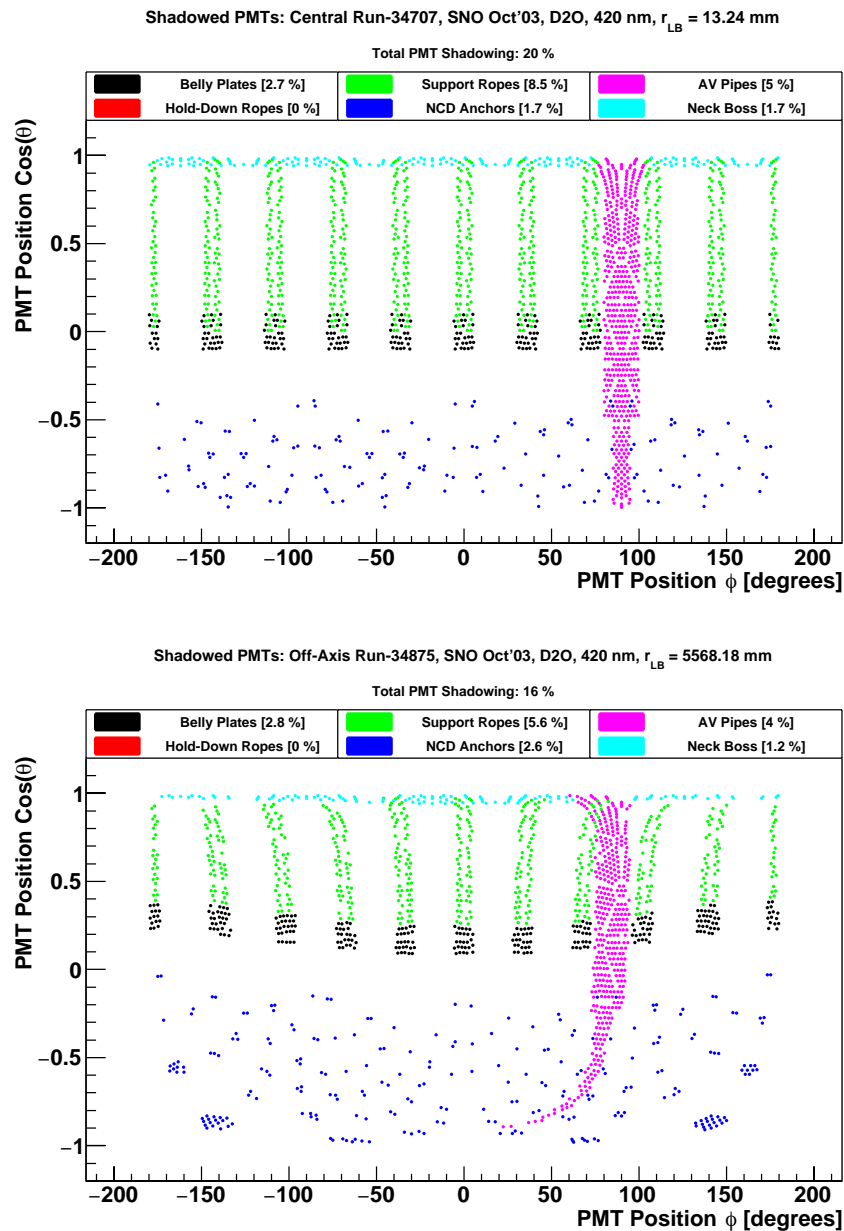 Shadowed PMTs: Central Run-34707, SNO Oct'03, D2O, 420 nm, r_LB = 13.24 mm
Total PMT Shadowing: 20 %
Belly Plates [2.7 %] Support Ropes [8.5 %] AV Pipes [5 %]
Hold-Down Ropes [0 %] NCD Anchors [1.7 %] Neck Boss [1.7 %]
PMT Position Cos(θ)
1
0.5
0
−0.5
−1
−200 −150 −100 −50 0 50 100 150 200
PMT Position ϕ [degrees]
Shadowed PMTs: Off-Axis Run-34875, SNO Oct'03, D2O, 420 nm, r_LB = 5568.18 mm
Total PMT Shadowing: 16 %
Belly Plates [2.8 %] Support Ropes [5.6 %] AV Pipes [4 %]
Hold-Down Ropes [0 %] NCD Anchors [2.6 %] Neck Boss [1.2 %]
PMT Position Cos(θ)
1
0.5
0
−0.5
−1
−200 −150 −100 −50 0 50 100 150 200
PMT Position ϕ [degrees]